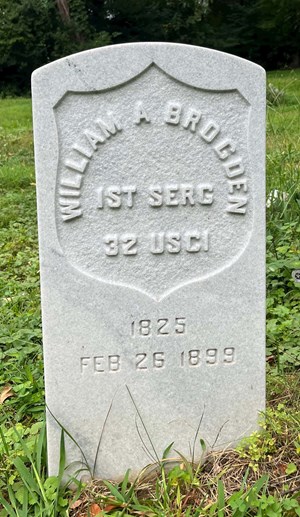 WILLIAM A BROGDEN
1ST SERG
32 USCI
1825
FEB 26 1899